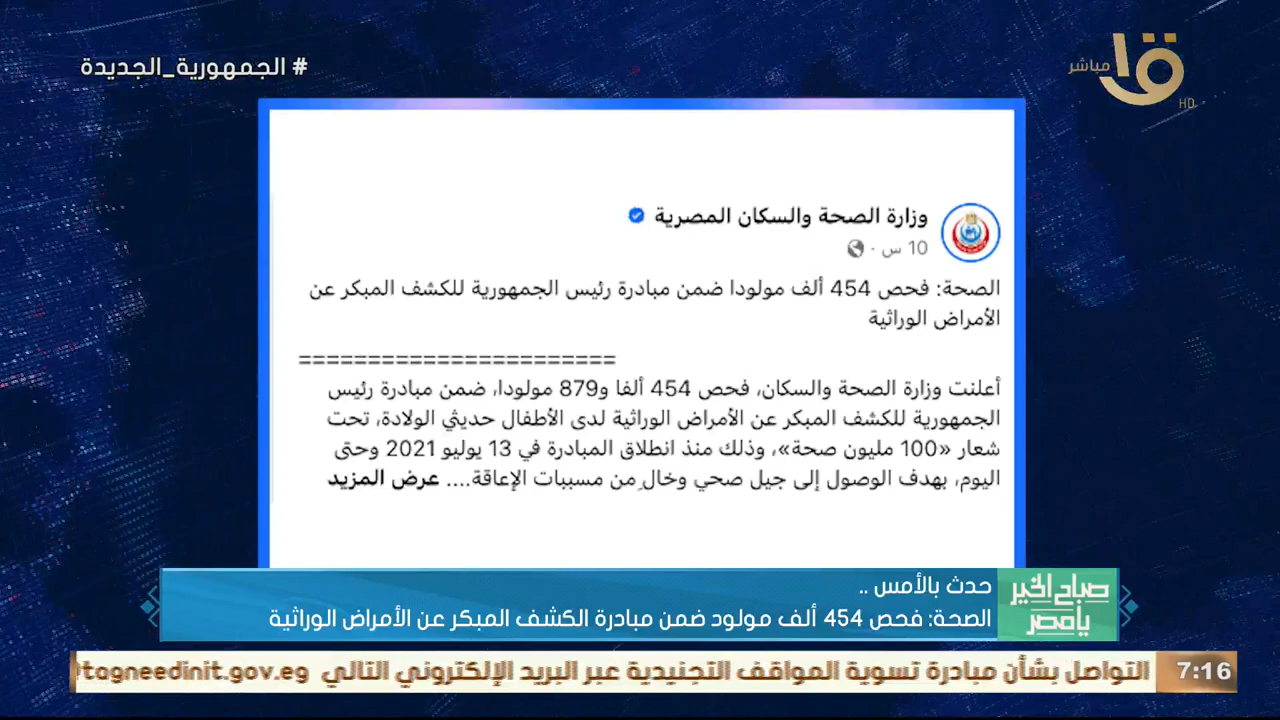 # الجمهورية_الجديدة
مباشر
HD
وزارة الصحة والسكان المصرية
10 س ·
الصحة: فحص 454 ألف مولودا ضمن مبادرة رئيس الجمهورية للكشف المبكر عن
الأمراض الوراثية
=======================
أعلنت وزارة الصحة والسكان، فحص 454 ألفا و879 مولودا، ضمن مبادرة رئيس
الجمهورية للكشف المبكر عن الأمراض الوراثية لدى الأطفال حديثي الولادة، تحت
شعار «100 مليون صحة»، وذلك منذ انطلاق المبادرة في 13 يوليو 2021 وحتى
اليوم، بهدف الوصول إلى جيل صحي وخالٍ من مسببات الإعاقة.... عرض المزيد
صباح الخير
يا مصر
حدث بالأمس ..
الصحة: فحص 454 ألف مولود ضمن مبادرة الكشف المبكر عن الأمراض الوراثية
7:16
التواصل بشأن مبادرة تسوية المواقف التجنيدية عبر البريد الإلكتروني التالي tagneedinit.gov.eg